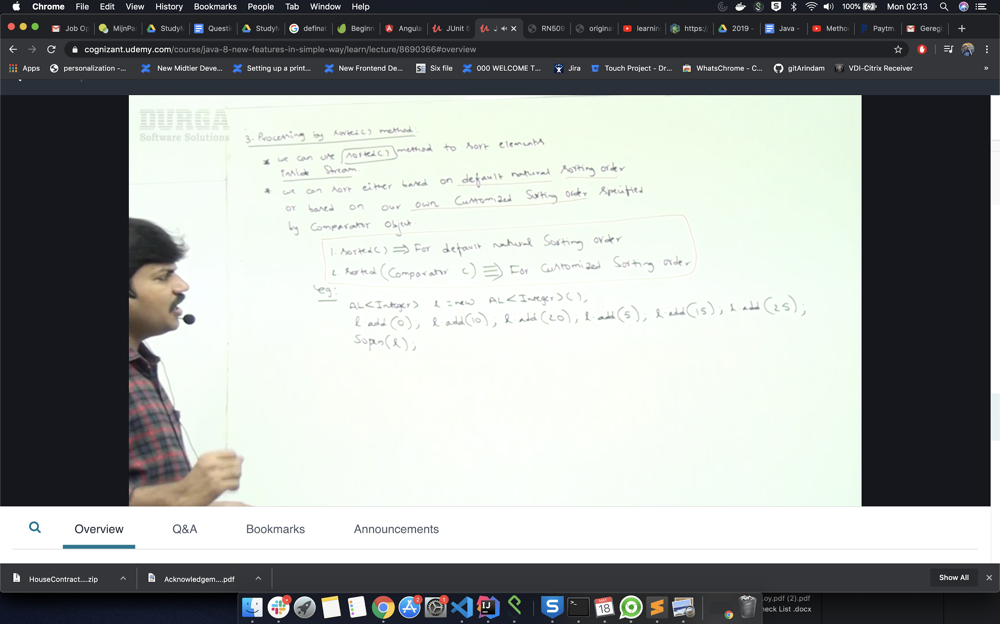 Chrome File Edit View History Bookmarks People Tab Window Help 100% Mon 02:13
Job Op MijnPar StudyM Questio StudyM definat Beginn Angula JUnit 5 J RN509 origina learnin https:/ 2019 - Java - Metho Paytm. Geregi
cognizant.udemy.com/course/java-8-new-features-in-simple-way/learn/lecture/8690366#overview
Apps personalization -... New Midtier Deve... Setting up a print... New Frontend De... SE Six file 000 WELCOME T... Jira Touch Project - Dr... WhatsChrome - C... gitArindam VDI-Citrix Receiver »
DURGA
Software Solutions
3. Processing by sorted() method:
* we can use sorted() method to sort elements
inside Stream.
* we can sort either based on default natural sorting order
or based on our own Customized Sorting order specified
by Comparator object.
1. sorted() ⇒ For default natural Sorting order
2. sorted (Comparator c) ⇒ For Customized Sorting order
eg:
AL<Integer> l = new AL<Integer>();
l.add(0); l.add(10); l.add(20); l.add(5); l.add(15); l.add(25);
Sopln(l);
Overview Q&A Bookmarks Announcements
HouseContract....zip Acknowledgem....pdf Show All
2 1 IJ S >_ MAY 18
.oy.pdf (2).pdf
heck List .docx